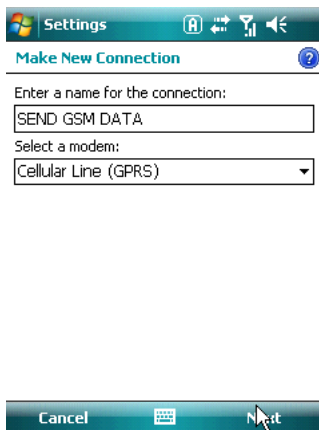 Settings
A
Make New Connection
?
Enter a name for the connection:
SEND GSM DATA
Select a modem:
Cellular Line (GPRS)
Cancel
Next